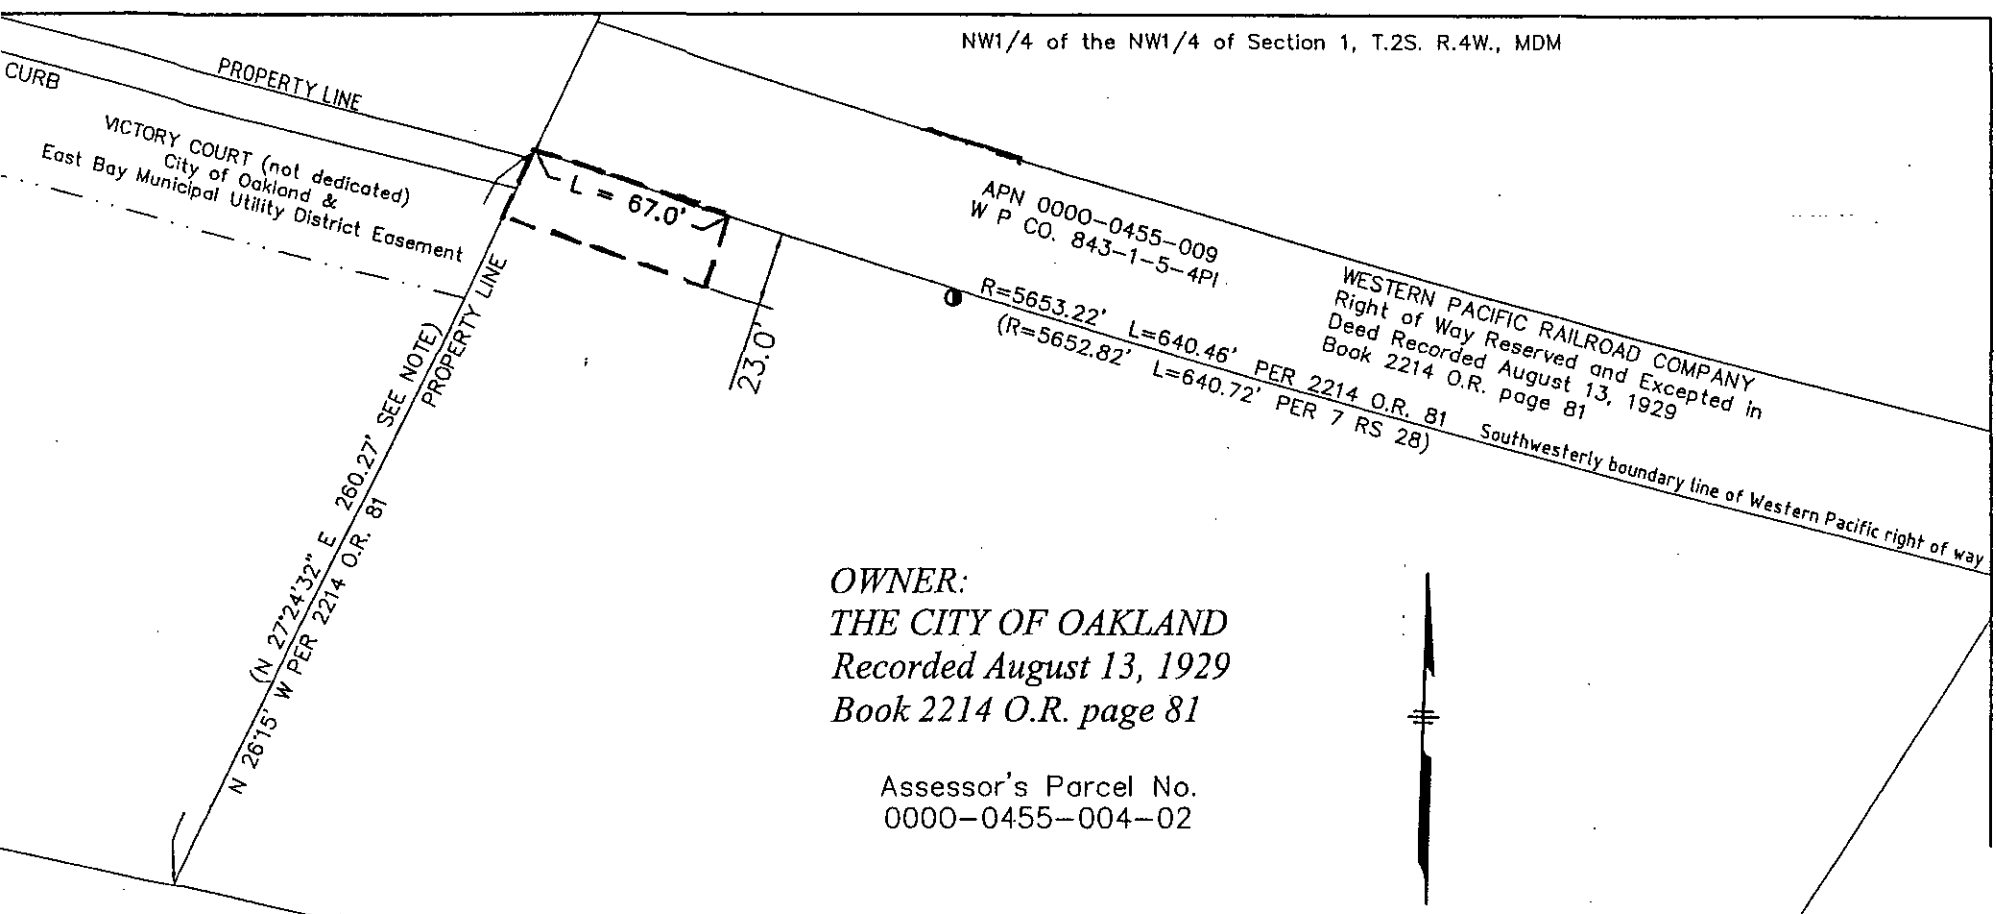 NW1/4 of the NW1/4 of Section 1, T.2S. R.4W., MDM
CURB
PROPERTY LINE
VICTORY COURT (not dedicated)
City of Oakland &
East Bay Municipal Utility District Easement
L = 67.0'
23.0'
APN 0000-0455-009
W P CO. 843-1-5-4PI
WESTERN PACIFIC RAILROAD COMPANY
Right of Way Reserved and Excepted in
Deed Recorded August 13, 1929
Book 2214 O.R. page 81
R=5653.22' L=640.46' PER 2214 O.R. 81
(R=5652.82' L=640.72' PER 7 RS 28)
Southwesterly boundary line of Western Pacific right of way
PROPERTY LINE
(N 27°24'32" E 260.27' SEE NOTE)
N 26°15' W PER 2214 O.R. 81
OWNER:
THE CITY OF OAKLAND
Recorded August 13, 1929
Book 2214 O.R. page 81
Assessor's Parcel No.
0000-0455-004-02